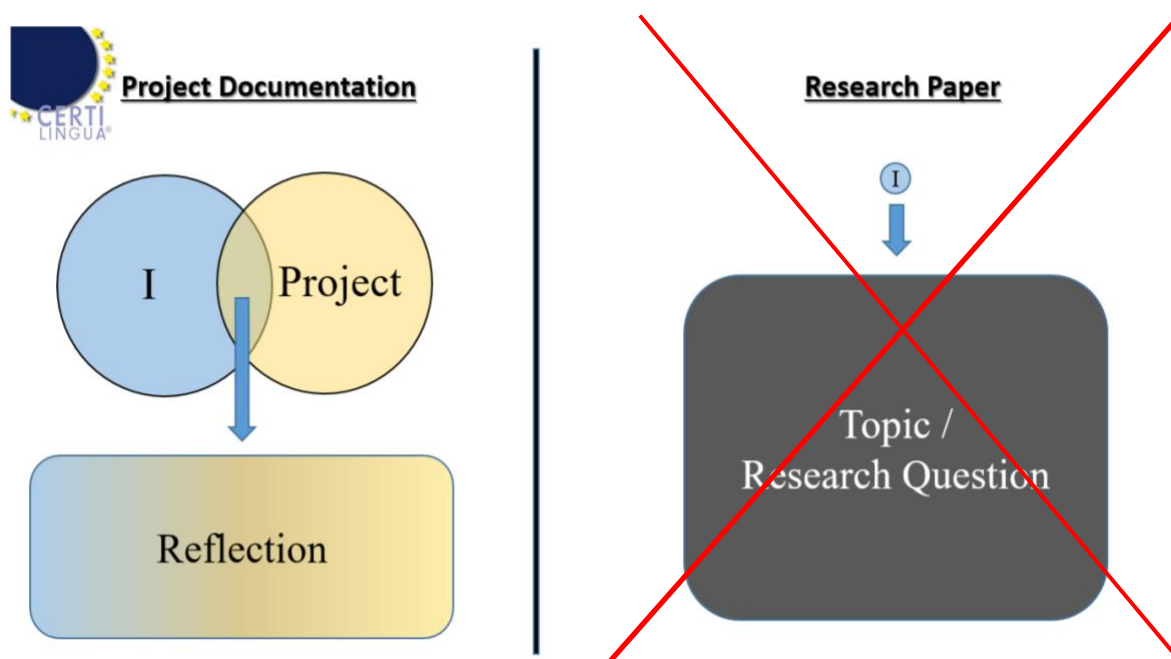 CERTI
LINGUA®
Project Documentation
I
Project
Reflection
Research Paper
I
Topic /
Research Question